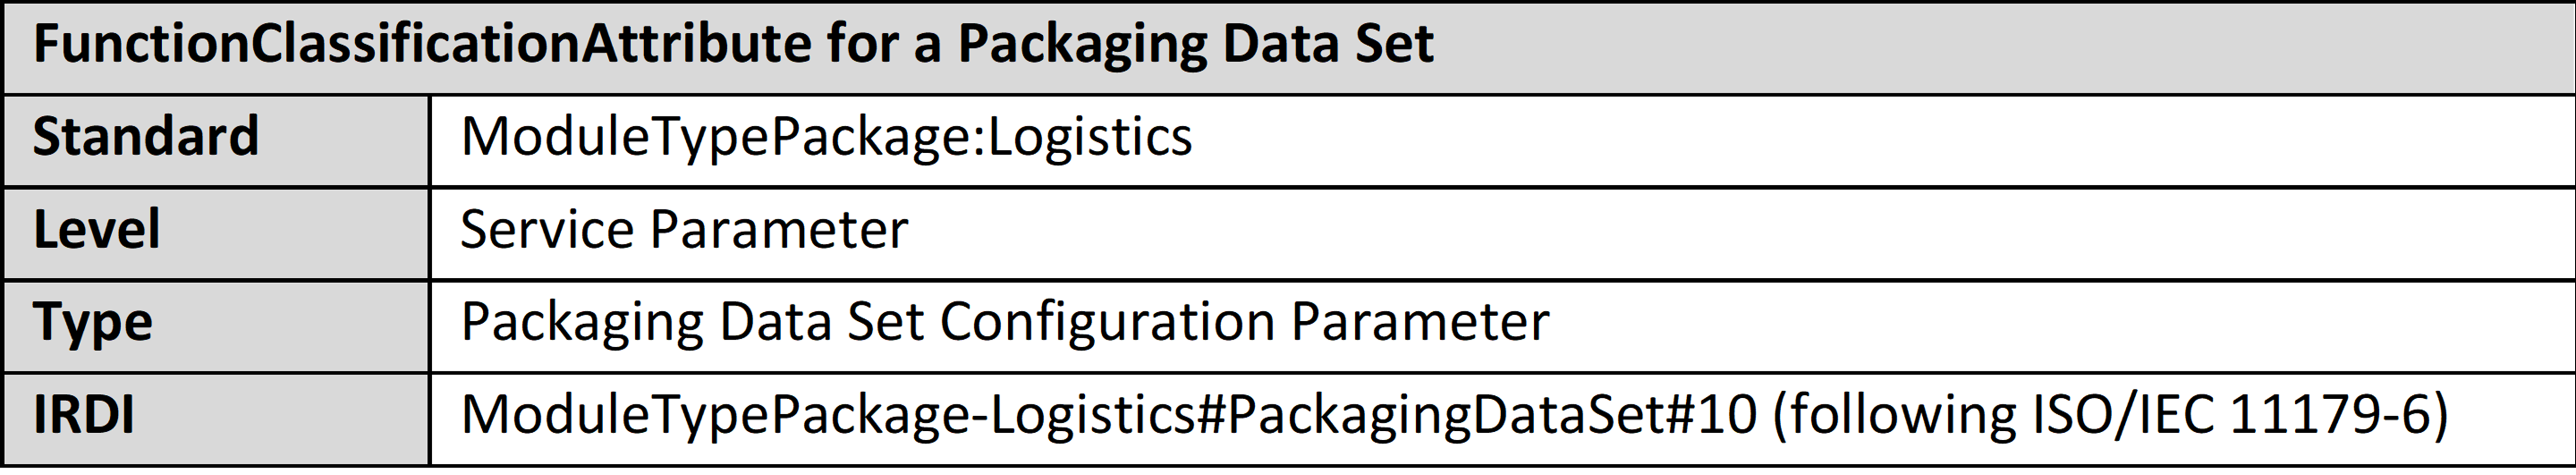 FunctionClassificationAttribute for a Packaging Data Set
Standard ModuleTypePackage:Logistics
Level Service Parameter
Type Packaging Data Set Configuration Parameter
IRDI ModuleTypePackage-Logistics#PackagingDataSet#10 (following ISO/IEC 11179-6)